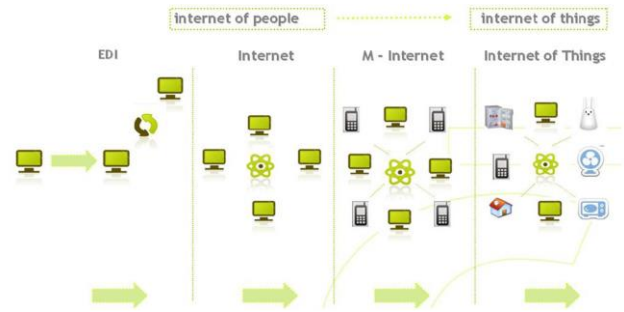 internet of people
internet of things
EDI
Internet
M - Internet
Internet of Things